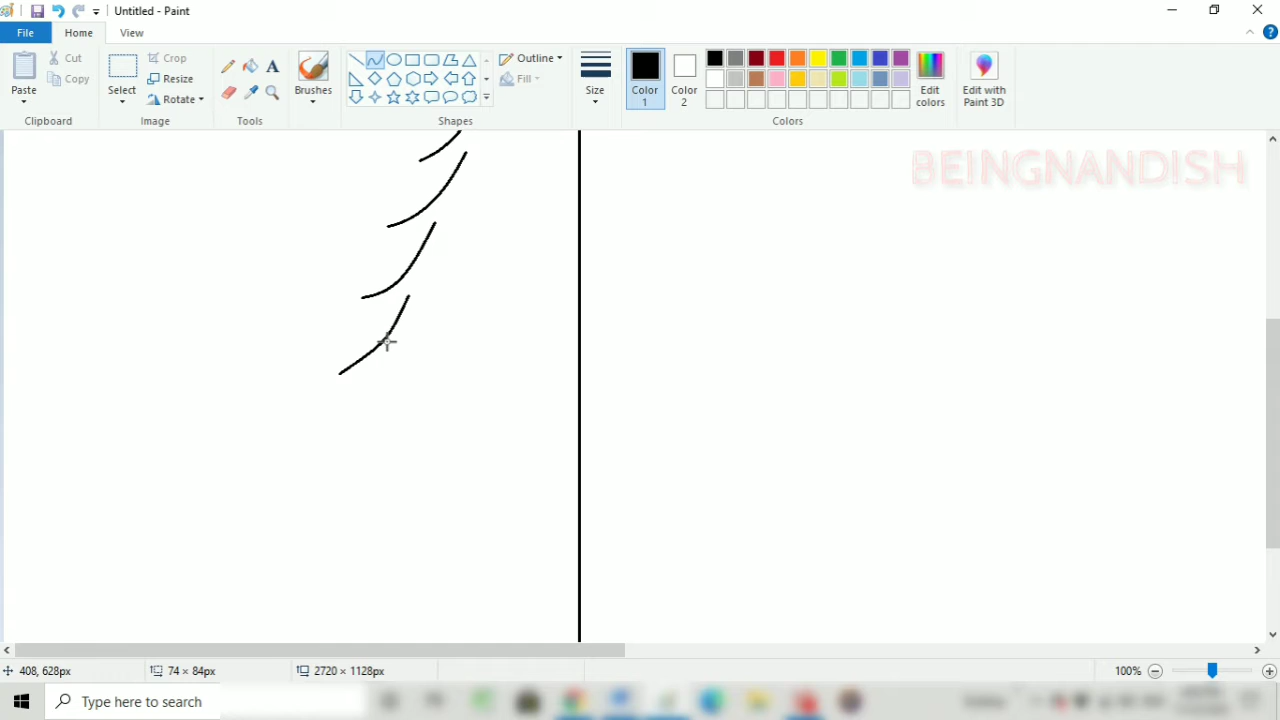 Untitled - Paint
File
Home
View
Paste
Cut
Copy
Clipboard
Select
Crop
Resize
Rotate
Image
A
Tools
Brushes
Shapes
Outline
Fill
Size
Color 1
Color 2
Colors
Edit colors
Edit with Paint 3D
BEINGNANDISH
408, 628px
74 × 84px
2720 × 1128px
100%
Type here to search